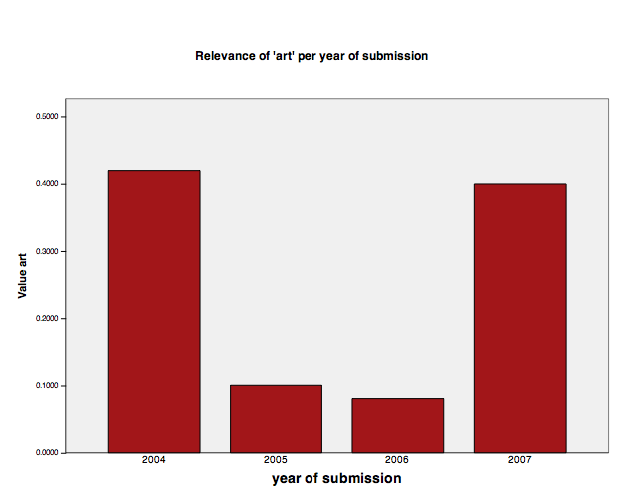 Relevance of 'art' per year of submission
0.5000
0.4000
0.3000
0.2000
0.1000
0.0000
Value art
2004 2005 2006 2007
year of submission